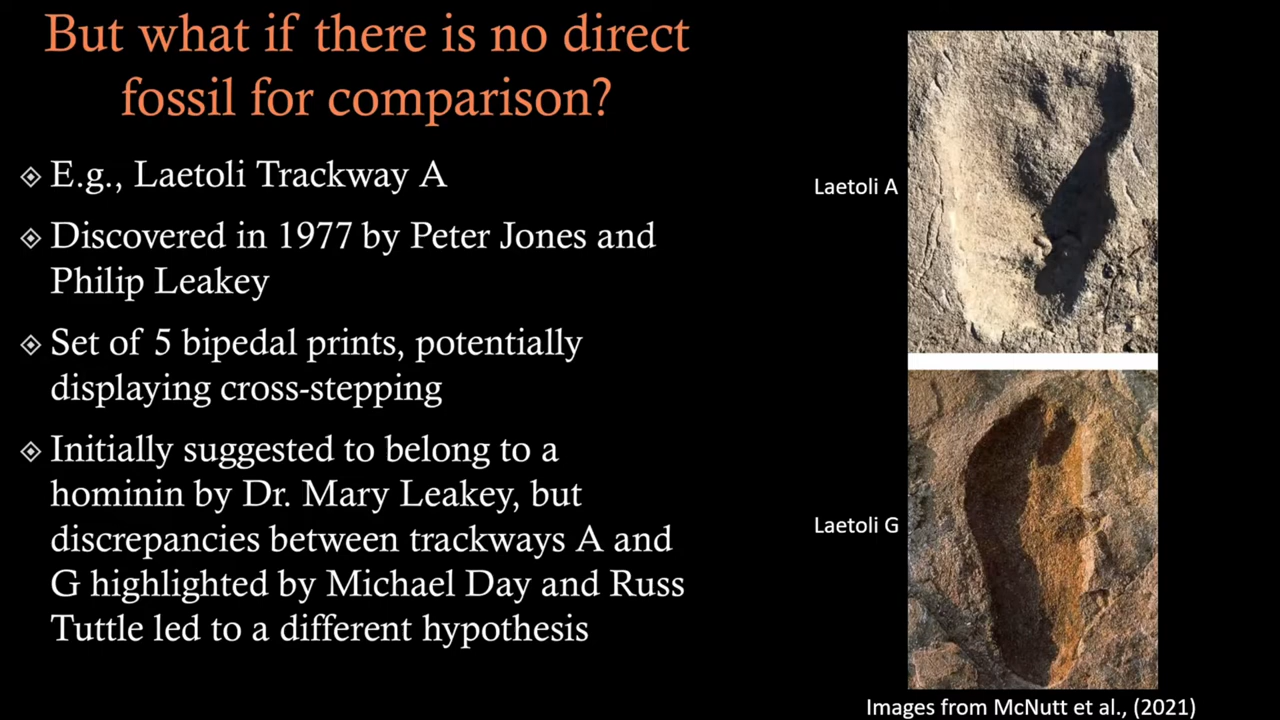 But what if there is no direct
fossil for comparison?
E.g., Laetoli Trackway A
Discovered in 1977 by Peter Jones and
Philip Leakey
Set of 5 bipedal prints, potentially
displaying cross-stepping
Initially suggested to belong to a
hominin by Dr. Mary Leakey, but
discrepancies between trackways A and
G highlighted by Michael Day and Russ
Tuttle led to a different hypothesis
Laetoli A
Laetoli G
Images from McNutt et al., (2021)